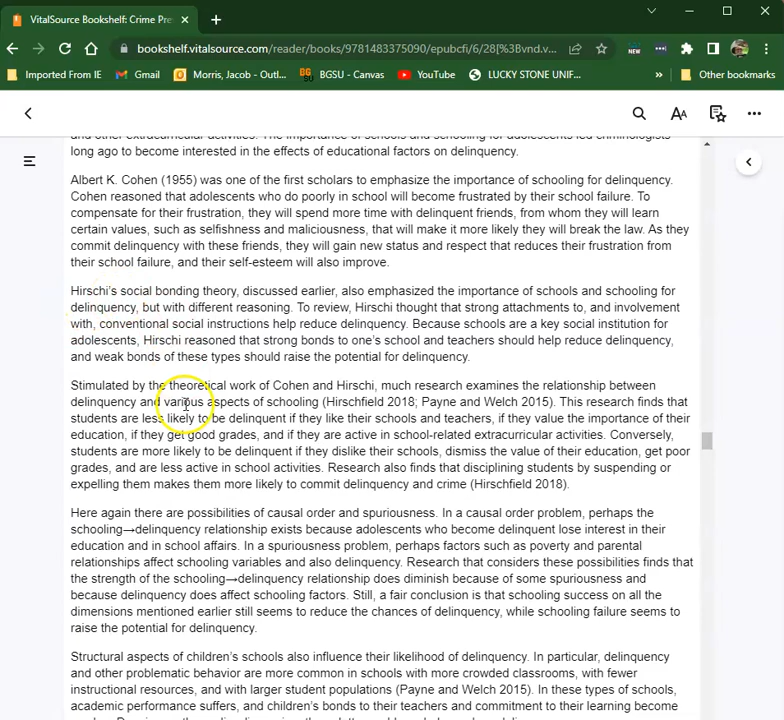 VitalSource Bookshelf: Crime Pre
bookshelf.vitalsource.com/reader/books/9781483375090/epubcfi/6/28[%3Bvnd.v
NEW
Imported From IE
Gmail
Morris, Jacob - Outl...
BGSU - Canvas
YouTube
LUCKY STONE UNIF...
»
Other bookmarks
AA
and other extracurricular activities. The importance of schools and schooling for adolescents led criminologists
long ago to become interested in the effects of educational factors on delinquency.
Albert K. Cohen (1955) was one of the first scholars to emphasize the importance of schooling for delinquency.
Cohen reasoned that adolescents who do poorly in school will become frustrated by their school failure. To
compensate for their frustration, they will spend more time with delinquent friends, from whom they will learn
certain values, such as selfishness and maliciousness, that will make it more likely they will break the law. As they
commit delinquency with these friends, they will gain new status and respect that reduces their frustration from
their school failure, and their self-esteem will also improve.
Hirschi's social bonding theory, discussed earlier, also emphasized the importance of schools and schooling for
delinquency, but with different reasoning. To review, Hirschi thought that strong attachments to, and involvement
with, conventional social instructions help reduce delinquency. Because schools are a key social institution for
adolescents, Hirschi reasoned that strong bonds to one's school and teachers should help reduce delinquency,
and weak bonds of these types should raise the potential for delinquency.
Stimulated by the theoretical work of Cohen and Hirschi, much research examines the relationship between
delinquency and various aspects of schooling (Hirschfield 2018; Payne and Welch 2015). This research finds that
students are less likely to be delinquent if they like their schools and teachers, if they value the importance of their
education, if they get good grades, and if they are active in school-related extracurricular activities. Conversely,
students are more likely to be delinquent if they dislike their schools, dismiss the value of their education, get poor
grades, and are less active in school activities. Research also finds that disciplining students by suspending or
expelling them makes them more likely to commit delinquency and crime (Hirschfield 2018).
Here again there are possibilities of causal order and spuriousness. In a causal order problem, perhaps the
schooling→delinquency relationship exists because adolescents who become delinquent lose interest in their
education and in school affairs. In a spuriousness problem, perhaps factors such as poverty and parental
relationships affect schooling variables and also delinquency. Research that considers these possibilities finds that
the strength of the schooling→delinquency relationship does diminish because of some spuriousness and
because delinquency does affect schooling factors. Still, a fair conclusion is that schooling success on all the
dimensions mentioned earlier still seems to reduce the chances of delinquency, while schooling failure seems to
raise the potential for delinquency.
Structural aspects of children's schools also influence their likelihood of delinquency. In particular, delinquency
and other problematic behavior are more common in schools with more crowded classrooms, with fewer
instructional resources, and with larger student populations (Payne and Welch 2015). In these types of schools,
academic performance suffers, and children's bonds to their teachers and commitment to learning become